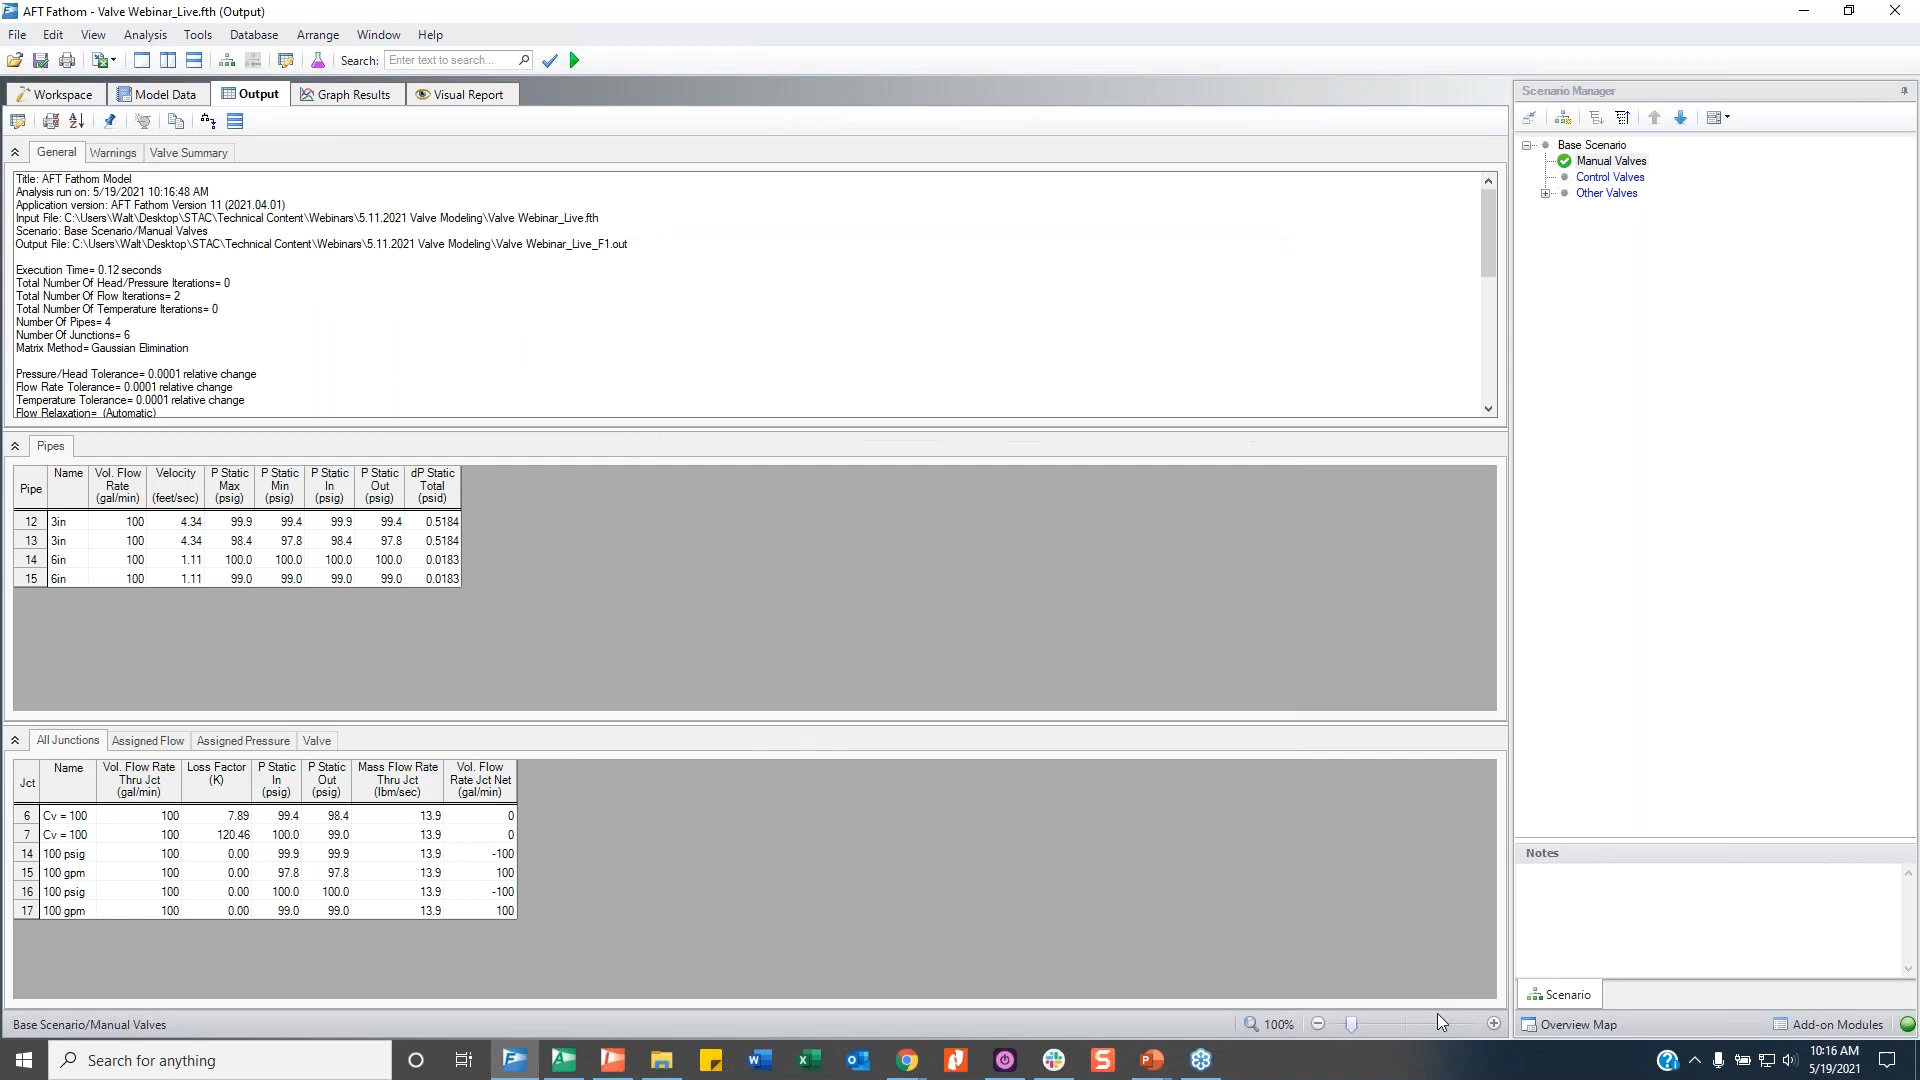 AFT Fathom - Valve Webinar_Live.fth (Output)
File Edit View Analysis Tools Database Arrange Window Help
Search: Enter text to search...
Workspace Model Data Output Graph Results Visual Report
General Warnings Valve Summary
Title: AFT Fathom Model
Analysis run on: 5/19/2021 10:16:48 AM
Application version: AFT Fathom Version 11 (2021.04.01)
Input File: C:\Users\Walt\Desktop\STAC\Technical Content\Webinars\5.11.2021 Valve Modeling\Valve Webinar_Live.fth
Scenario: Base Scenario/Manual Valves
Output File: C:\Users\Walt\Desktop\STAC\Technical Content\Webinars\5.11.2021 Valve Modeling\Valve Webinar_Live_F1.out
Execution Time= 0.12 seconds
Total Number Of Head/Pressure Iterations= 0
Total Number Of Flow Iterations= 2
Total Number Of Temperature Iterations= 0
Number Of Pipes= 4
Number Of Junctions= 6
Matrix Method= Gaussian Elimination
Pressure/Head Tolerance= 0.0001 relative change
Flow Rate Tolerance= 0.0001 relative change
Temperature Tolerance= 0.0001 relative change
Flow Relaxation= (Automatic)
Pipes
Pipe Name Vol. Flow Rate (gal/min) Velocity (feet/sec) P Static Max (psig) P Static Min (psig) P Static In (psig) P Static Out (psig) dP Static Total (psid)
12 3in 100 4.34 99.9 99.4 99.9 99.4 0.5184
13 3in 100 4.34 98.4 97.8 98.4 97.8 0.5184
14 6in 100 1.11 100.0 100.0 100.0 100.0 0.0183
15 6in 100 1.11 99.0 99.0 99.0 99.0 0.0183
All Junctions Assigned Flow Assigned Pressure Valve
Jct Name Vol. Flow Rate Thru Jct (gal/min) Loss Factor (K) P Static In (psig) P Static Out (psig) Mass Flow Rate Thru Jct (lbm/sec) Vol. Flow Rate Jct Net (gal/min)
6 Cv = 100 100 7.89 99.4 98.4 13.9 0
7 Cv = 100 100 120.46 100.0 99.0 13.9 0
14 100 psig 100 0.00 99.9 99.9 13.9 -100
15 100 gpm 100 0.00 97.8 97.8 13.9 100
16 100 psig 100 0.00 100.0 100.0 13.9 -100
17 100 gpm 100 0.00 99.0 99.0 13.9 100
Base Scenario/Manual Valves
100%
Scenario Manager
Base Scenario
Manual Valves
Control Valves
Other Valves
Notes
Scenario
Overview Map Add-on Modules
Search for anything
10:16 AM
5/19/2021